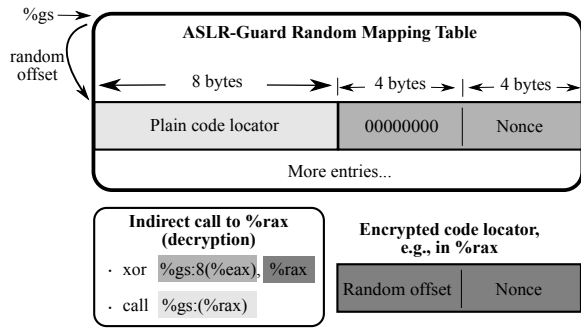 %gs
random
offset
ASLR-Guard Random Mapping Table
8 bytes
4 bytes
4 bytes
Plain code locator
00000000
Nonce
More entries...
Indirect call to %rax
(decryption)
· xor %gs:8(%eax), %rax
· call %gs:(%rax)
Encrypted code locator,
e.g., in %rax
Random offset
Nonce